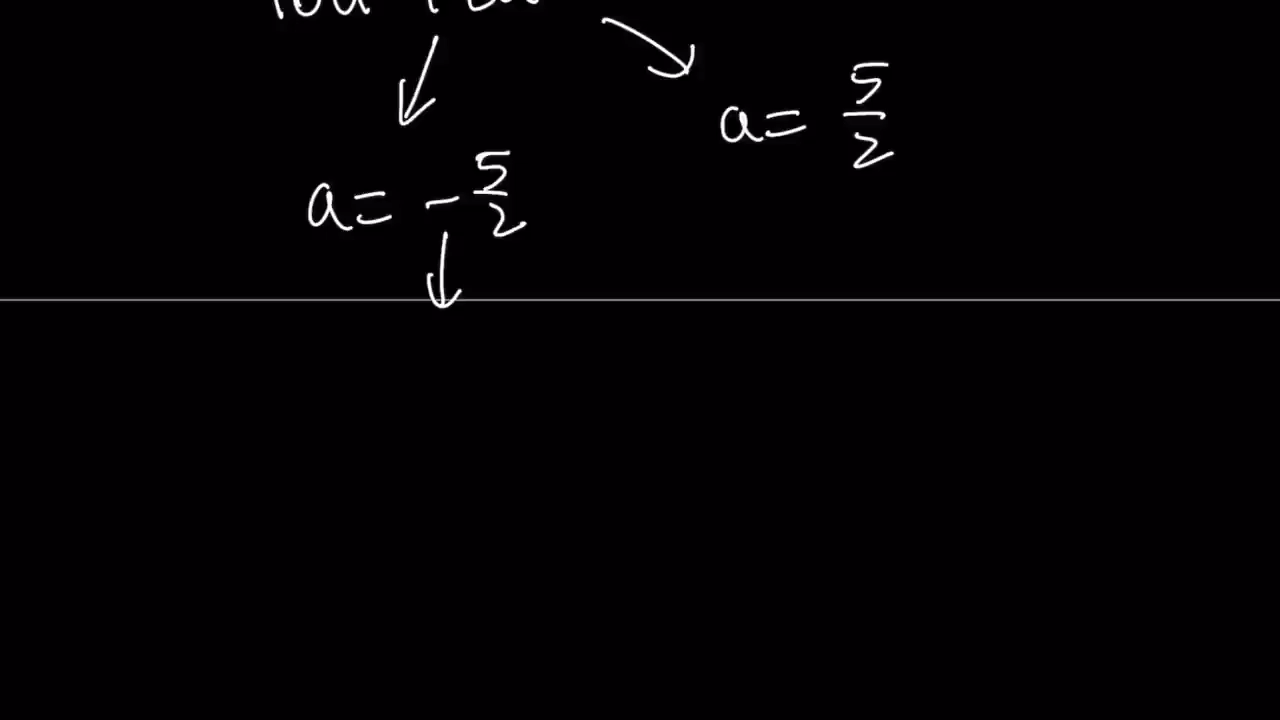 a = 5/2
a = - 5/2